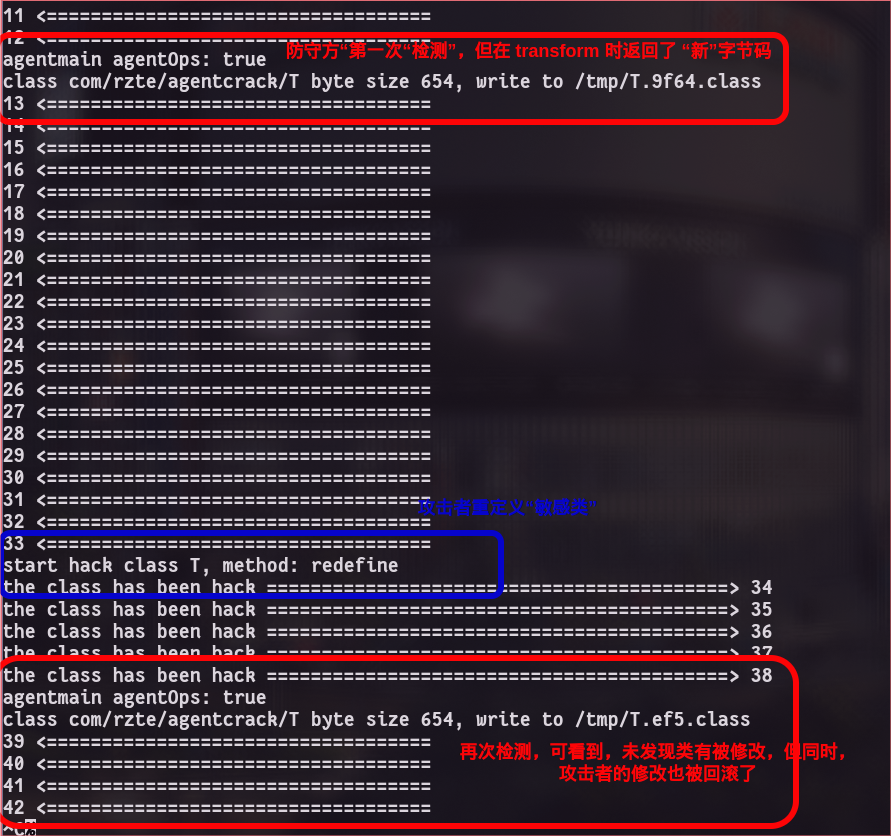 11 <===================================
12 <===================================
agentmain agentOps: true
防守方“第一次“检测”，但在 transform 时返回了 “新”字节码
class com/rzte/agentcrack/T byte size 654, write to /tmp/T.9f64.class
13 <===================================
14 <===================================
15 <===================================
16 <===================================
17 <===================================
18 <===================================
19 <===================================
20 <===================================
21 <===================================
22 <===================================
23 <===================================
24 <===================================
25 <===================================
26 <===================================
27 <===================================
28 <===================================
29 <===================================
30 <===================================
31 <===================================
攻击者重定义“敏感类”
32 <===================================
33 <===================================
start hack class T, method: redefine
the class has been hack ==========================================> 34
the class has been hack ==========================================> 35
the class has been hack ==========================================> 36
the class has been hack ==========================================> 37
the class has been hack ==========================================> 38
agentmain agentOps: true
class com/rzte/agentcrack/T byte size 654, write to /tmp/T.ef5.class
39 <===================================
40 <===================================
再次检测，可看到，未发现类有被修改，但同时，
攻击者的修改也被回滚了
41 <===================================
42 <===================================
^C%